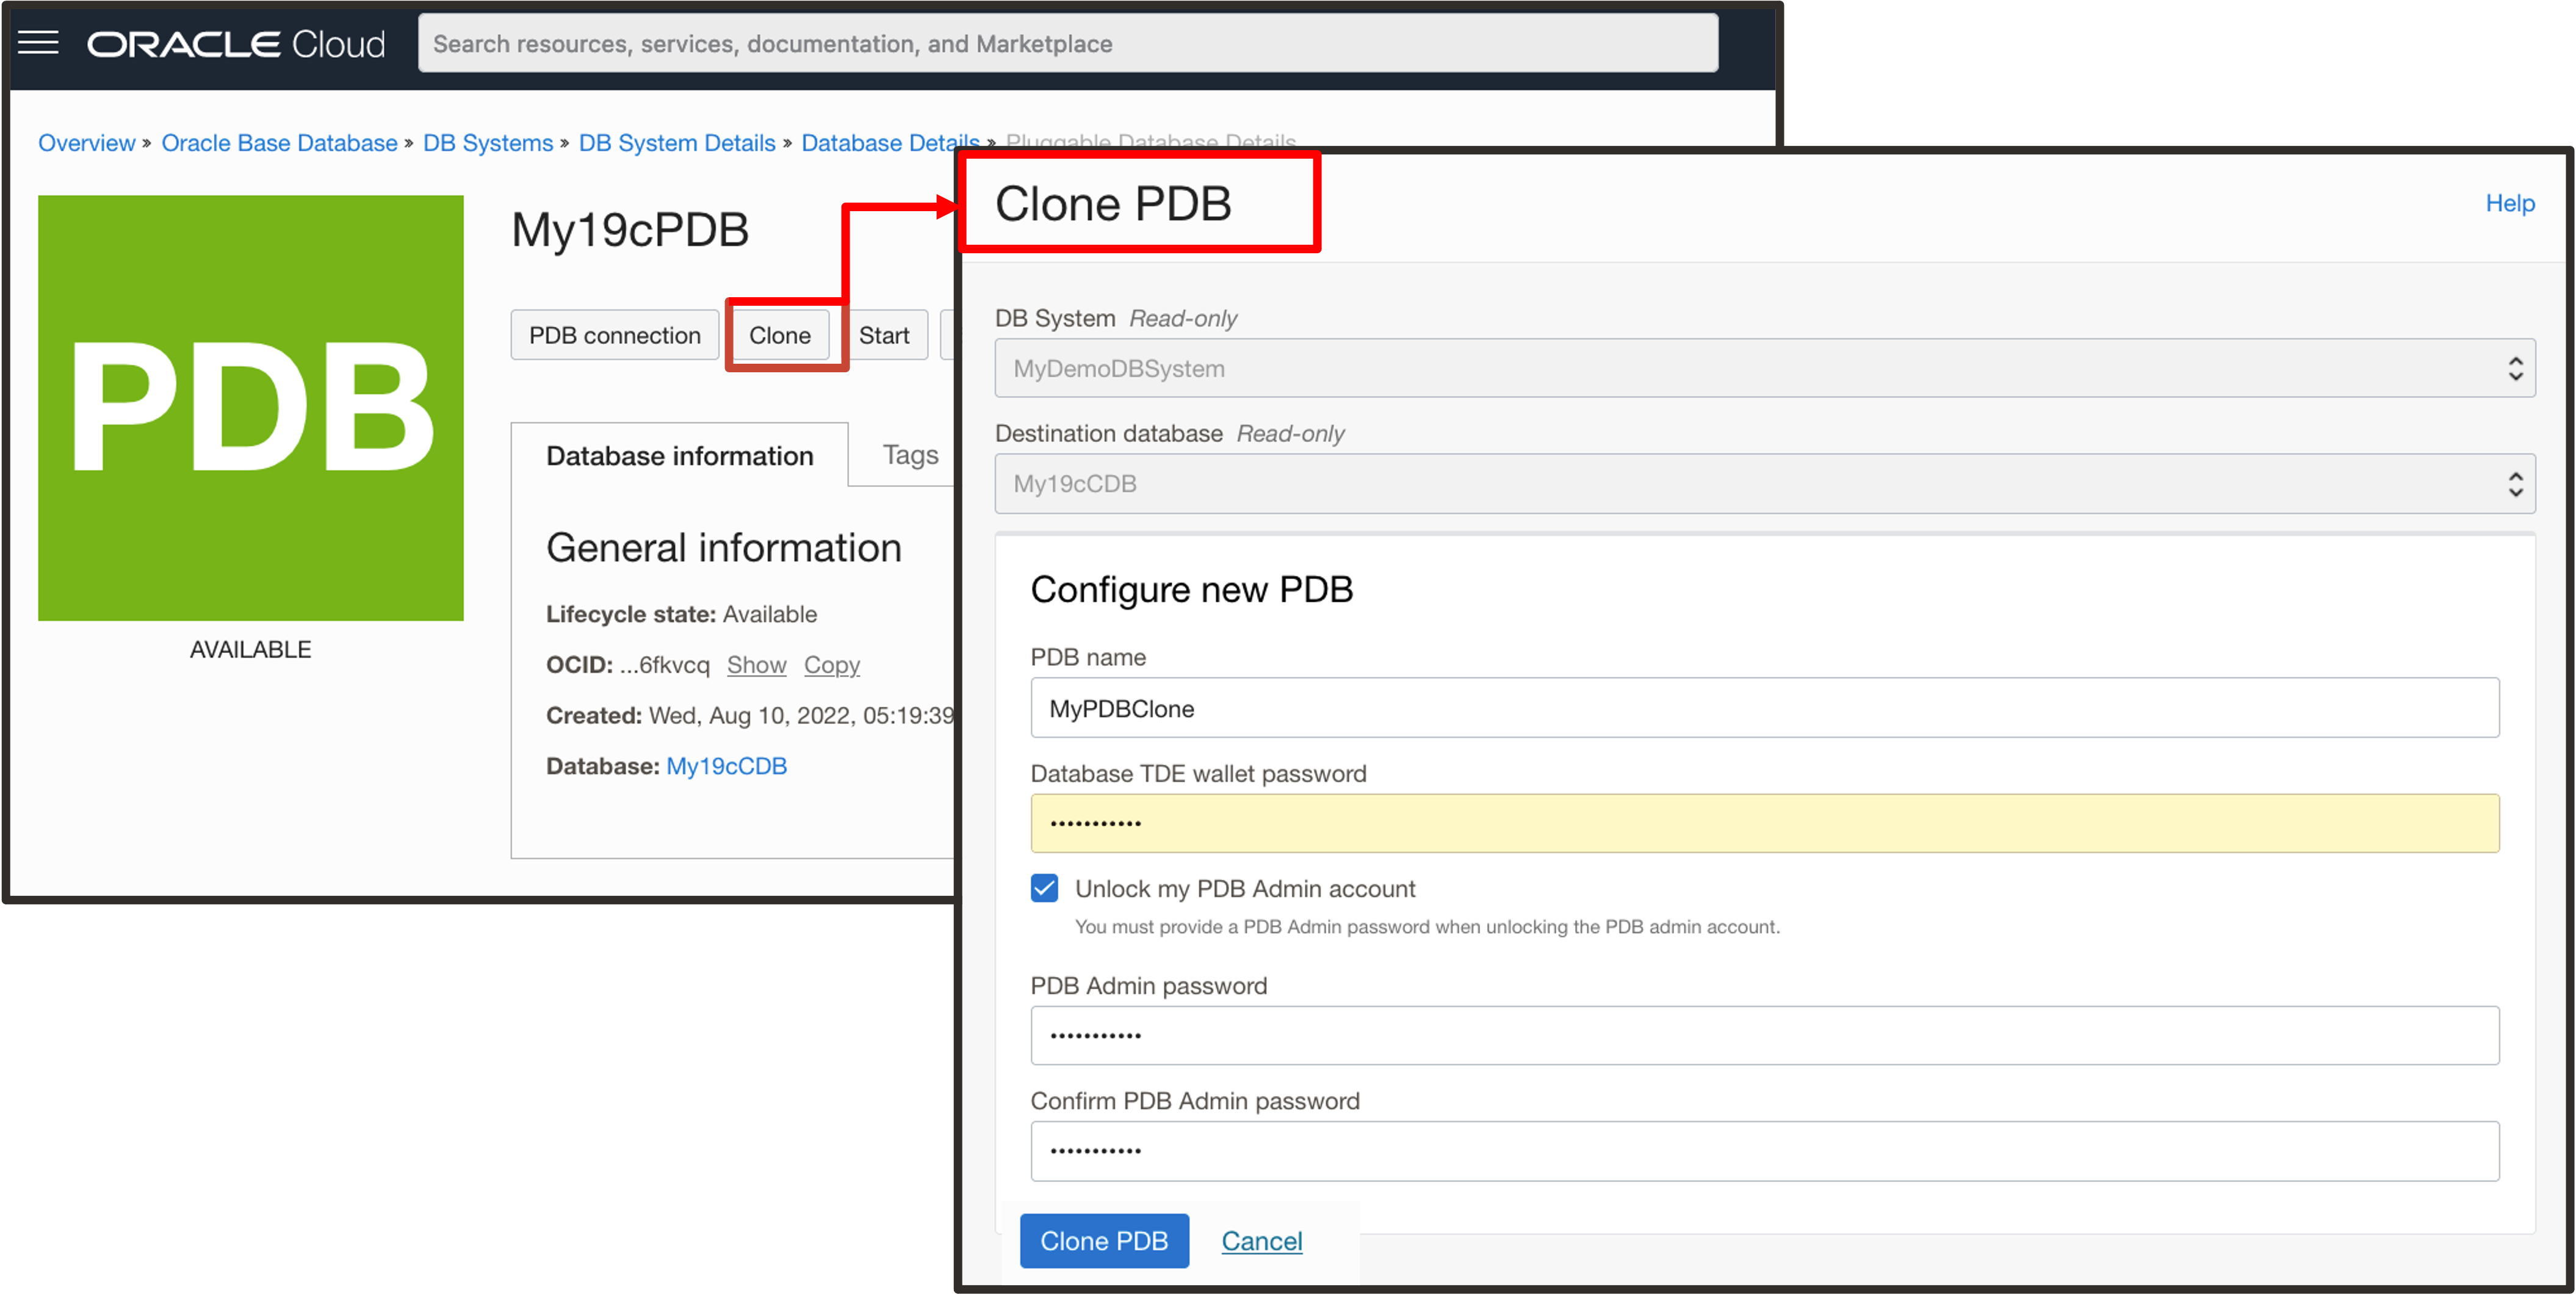 ORACLE Cloud
Search resources, services, documentation, and Marketplace
Overview » Oracle Base Database » DB Systems » DB System Details » Database Details » Pluggable Database Details
PDB
AVAILABLE
My19cPDB
PDB connection
Clone
Start
Database information
Tags
General information
Lifecycle state: Available
OCID: ...6fkvcq Show Copy
Created: Wed, Aug 10, 2022, 05:19:39
Database: My19cCDB
Clone PDB
Help
DB System Read-only
MyDemoDBSystem
Destination database Read-only
My19cCDB
Configure new PDB
PDB name
MyPDBClone
Database TDE wallet password
•••••••••••
Unlock my PDB Admin account
You must provide a PDB Admin password when unlocking the PDB admin account.
PDB Admin password
•••••••••••
Confirm PDB Admin password
•••••••••••
Clone PDB
Cancel